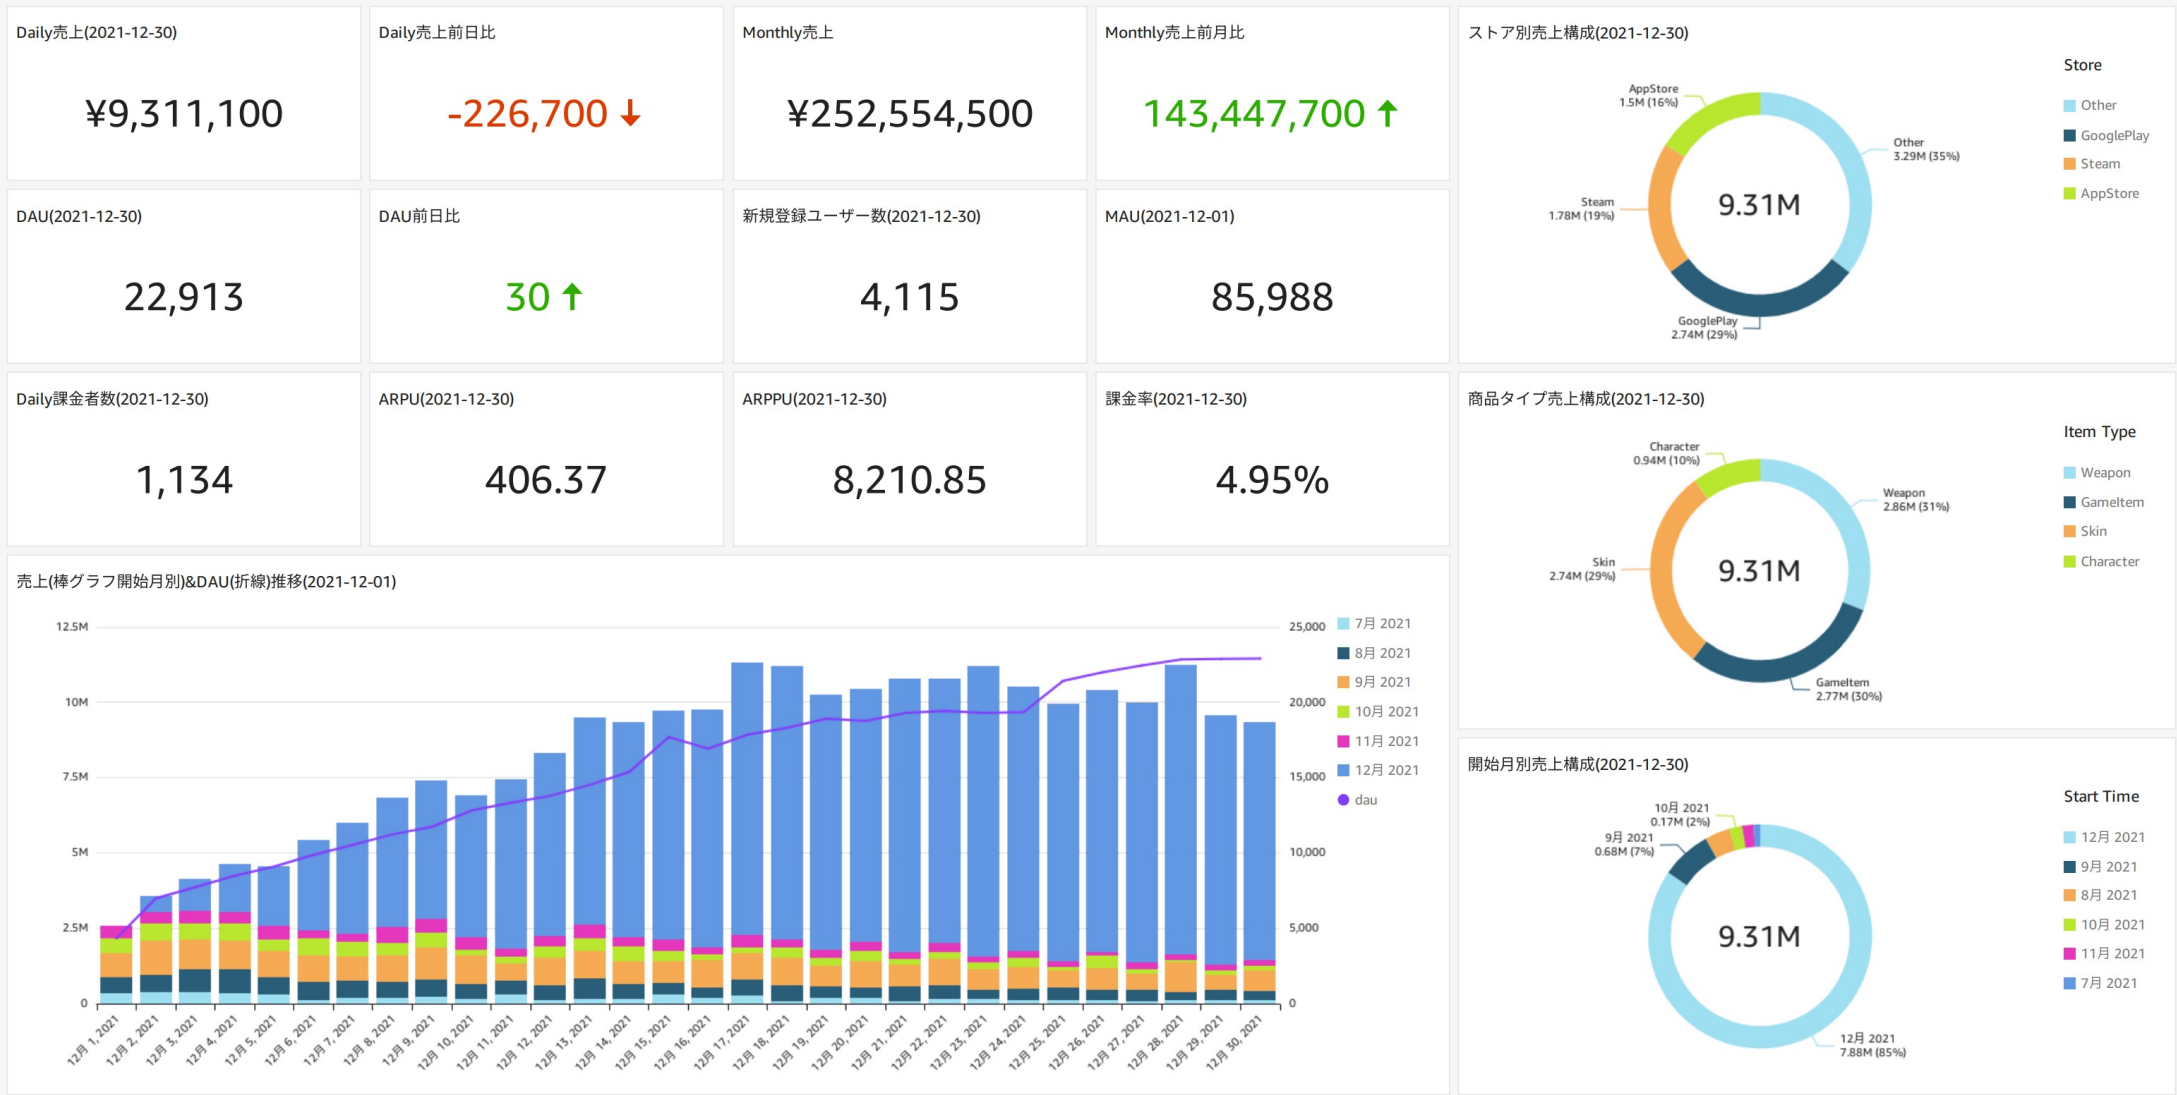 Daily売上(2021-12-30)
¥9,311,100
Daily売上前日比
-226,700
Monthly売上
¥252,554,500
Monthly売上前月比
143,447,700
DAU(2021-12-30)
22,913
DAU前日比
30
新規登録ユーザー数(2021-12-30)
4,115
MAU(2021-12-01)
85,988
Daily課金者数(2021-12-30)
1,134
ARPU(2021-12-30)
406.37
ARPPU(2021-12-30)
8,210.85
課金率(2021-12-30)
4.95%
売上(棒グラフ開始月別)&DAU(折線)推移(2021-12-01)
12.5M
10M
7.5M
5M
2.5M
0
25,000
20,000
15,000
10,000
5,000
0
12月 1, 2021
12月 2, 2021
12月 3, 2021
12月 4, 2021
12月 5, 2021
12月 6, 2021
12月 7, 2021
12月 8, 2021
12月 9, 2021
12月 10, 2021
12月 11, 2021
12月 12, 2021
12月 13, 2021
12月 14, 2021
12月 15, 2021
12月 16, 2021
12月 17, 2021
12月 18, 2021
12月 19, 2021
12月 20, 2021
12月 21, 2021
12月 22, 2021
12月 23, 2021
12月 24, 2021
12月 25, 2021
12月 26, 2021
12月 27, 2021
12月 28, 2021
12月 29, 2021
12月 30, 2021
7月 2021
8月 2021
9月 2021
10月 2021
11月 2021
12月 2021
dau
ストア別売上構成(2021-12-30)
AppStore
1.5M (16%)
Other
3.29M (35%)
Steam
1.78M (19%)
9.31M
GooglePlay
2.74M (29%)
Store
Other
GooglePlay
Steam
AppStore
商品タイプ売上構成(2021-12-30)
Character
0.94M (10%)
Weapon
2.86M (31%)
Skin
2.74M (29%)
9.31M
GameItem
2.77M (30%)
Item Type
Weapon
GameItem
Skin
Character
開始月別売上構成(2021-12-30)
10月 2021
0.17M (2%)
9月 2021
0.68M (7%)
9.31M
12月 2021
7.88M (85%)
Start Time
12月 2021
9月 2021
8月 2021
10月 2021
11月 2021
7月 2021